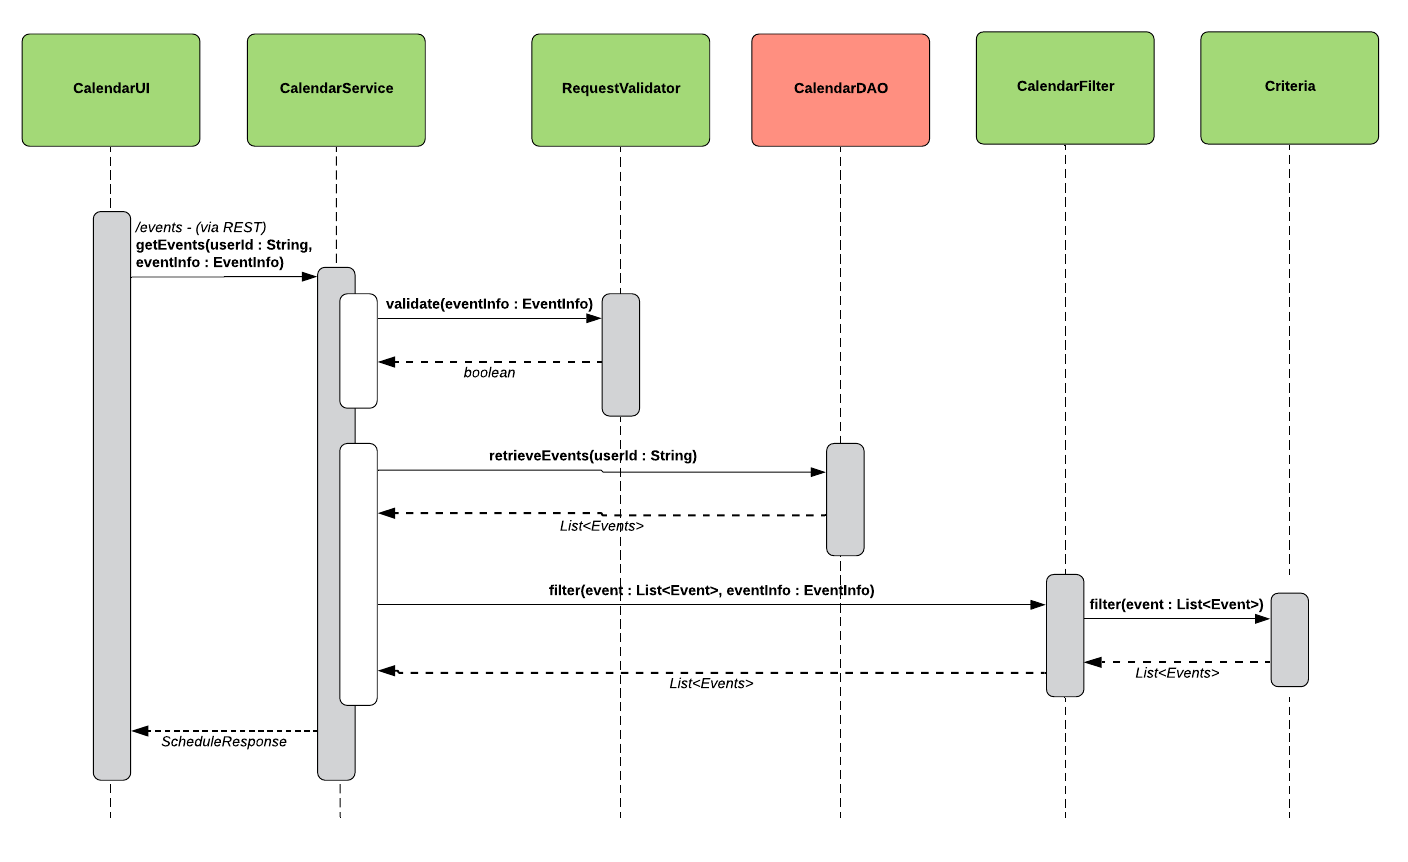 CalendarUI
CalendarService
RequestValidator
CalendarDAO
CalendarFilter
Criteria
/events - (via REST)
getEvents(userId : String,
eventInfo : EventInfo)
validate(eventInfo : EventInfo)
boolean
retrieveEvents(userId : String)
List<Events>
filter(event : List<Event>, eventInfo : EventInfo)
filter(event : List<Event>)
List<Events>
List<Events>
ScheduleResponse